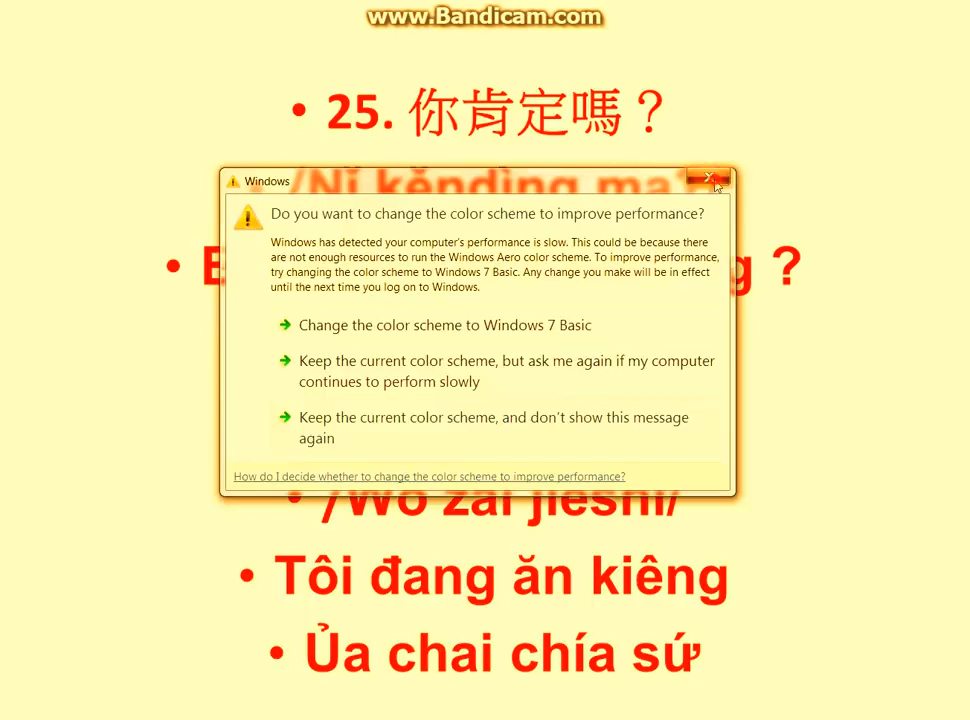 www.Bandicam.com
• 25. 你肯定嗎？
/Nǐ kěndìng ma
Windows
Do you want to change the color scheme to improve performance?
Windows has detected your computer's performance is slow. This could be because there
are not enough resources to run the Windows Aero color scheme. To improve performance,
try changing the color scheme to Windows 7 Basic. Any change you make will be in effect
until the next time you log on to Windows.
Change the color scheme to Windows 7 Basic
Keep the current color scheme, but ask me again if my computer
continues to perform slowly
Keep the current color scheme, and don't show this message
again
How do I decide whether to change the color scheme to improve performance?
• /Wǒ zài jiéshí/
• Tôi đang ăn kiêng
• Ủa chai chía sứ